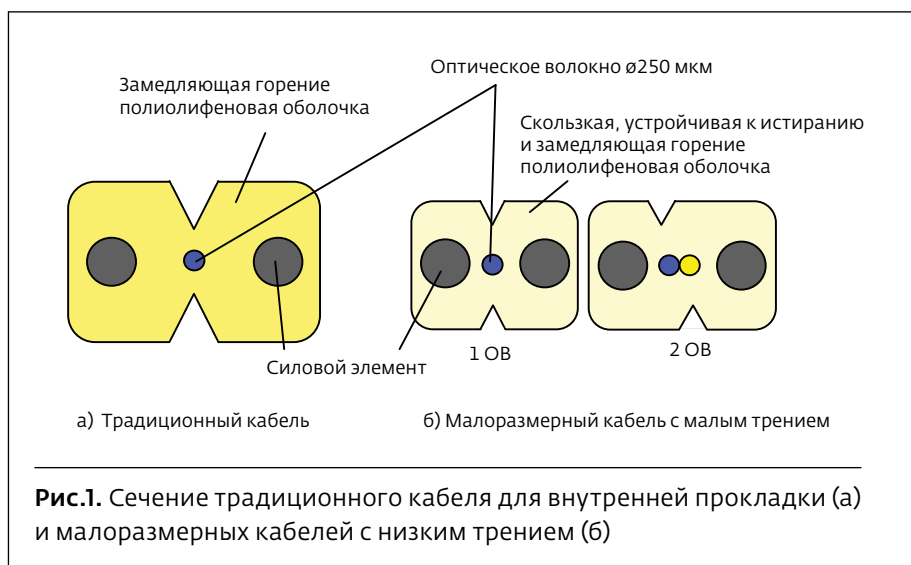 Замедляющая горение
полиолифеновая оболочка
Оптическое волокно ø250 мкм
Скользкая, устойчивая к истиранию
и замедляющая горение
полиолифеновая оболочка
Силовой элемент
1 ОВ
2 ОВ
а) Традиционный кабель
б) Малоразмерный кабель с малым трением
Рис.1. Сечение традиционного кабеля для внутренней прокладки (а)
и малоразмерных кабелей с низким трением (б)